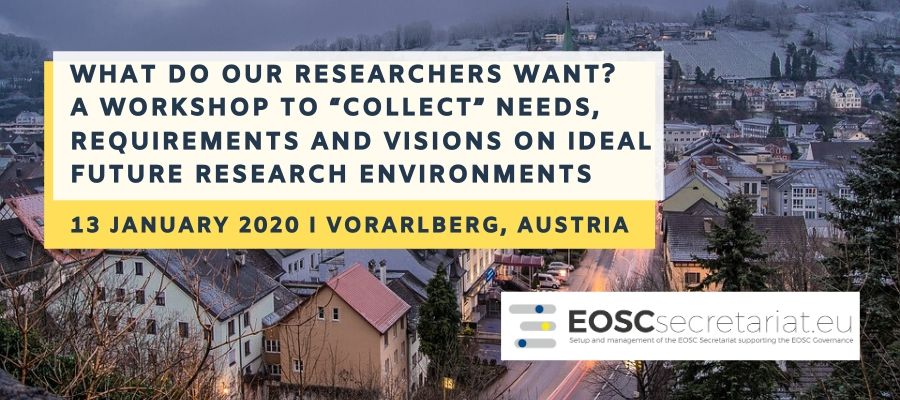 WHAT DO OUR RESEARCHERS WANT?
A WORKSHOP TO “COLLECT” NEEDS,
REQUIREMENTS AND VISIONS ON IDEAL
FUTURE RESEARCH ENVIRONMENTS
13 JANUARY 2020 I VORARLBERG, AUSTRIA
EOSCsecretariat.eu
Setup and management of the EOSC Secretariat supporting the EOSC Governance